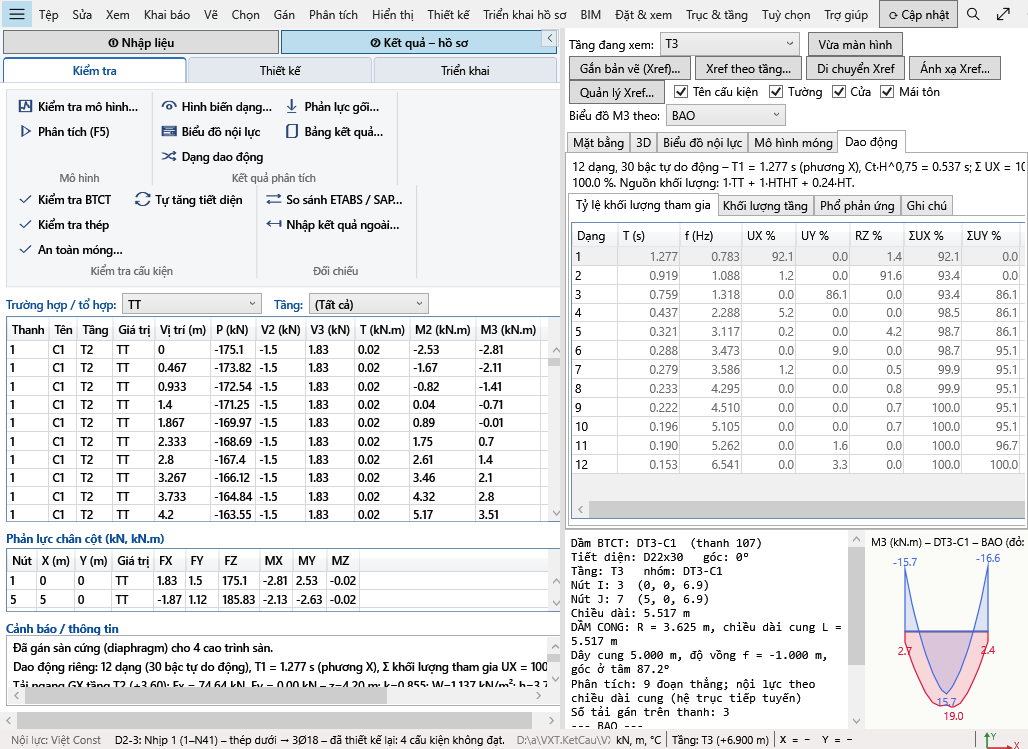 Tệp Sửa Xem Khai báo Vẽ Chọn Gán Phân tích Hiển thị Thiết kế Triển khai hồ sơ BIM Đặt & xem Trục & tầng Tuỳ chọn Trợ giúp ⟳ Cập nhật
① Nhập liệu ② Kết quả – hồ sơ
Kiểm tra Thiết kế Triển khai
Kiểm tra mô hình... Hình biến dạng... Phản lực gối...
Phân tích (F5) Biểu đồ nội lực Bảng kết quả...
Dạng dao động
Mô hình Kết quả phân tích
Kiểm tra BTCT Tự tăng tiết diện So sánh ETABS / SAP...
Kiểm tra thép Nhập kết quả ngoài...
An toàn móng...
Kiểm tra cấu kiện Đối chiếu
Trường hợp / tổ hợp: TT Tầng: (Tất cả)
Thanh Tên Tầng Giá trị Vị trí (m) P (kN) V2 (kN) V3 (kN) T (kN.m) M2 (kN.m) M3 (kN.m)
1 C1 T2 TT 0 -175.1 -1.5 1.83 0.02 -2.53 -2.81
1 C1 T2 TT 0.467 -173.82 -1.5 1.83 0.02 -1.67 -2.11
1 C1 T2 TT 0.933 -172.54 -1.5 1.83 0.02 -0.82 -1.41
1 C1 T2 TT 1.4 -171.25 -1.5 1.83 0.02 0.04 -0.71
1 C1 T2 TT 1.867 -169.97 -1.5 1.83 0.02 0.89 -0.01
1 C1 T2 TT 2.333 -168.69 -1.5 1.83 0.02 1.75 0.7
1 C1 T2 TT 2.8 -167.4 -1.5 1.83 0.02 2.61 1.4
1 C1 T2 TT 3.267 -166.12 -1.5 1.83 0.02 3.46 2.1
1 C1 T2 TT 3.733 -164.84 -1.5 1.83 0.02 4.32 2.8
1 C1 T2 TT 4.2 -163.55 -1.5 1.83 0.02 5.17 3.51
Phản lực chân cột (kN, kN.m)
Nút X (m) Y (m) Giá trị FX FY FZ MX MY MZ
1 0 0 TT 1.83 1.5 175.1 -2.81 2.53 -0.02
5 5 0 TT -1.87 1.12 185.83 -2.13 -2.63 -0.02
Cảnh báo / thông tin
Đã gán sàn cứng (diaphragm) cho 4 cao trình sàn.
Dao động riêng: 12 dạng (30 bậc tự do động), T1 = 1.277 s (phương X), Σ khối lượng tham gia UX = 100
Tải ngang GX tầng T2 (+3.60): Fx = 74.64 kN, Fy = 0.00 kN – z=4.20 m; k=0.855; W=1.137 kN/m²; h=3.7
Tầng đang xem: T3 Vừa màn hình
Gắn bản vẽ (Xref)... Xref theo tầng... Di chuyển Xref Ánh xạ Xref...
Quản lý Xref... Tên cấu kiện Tường Cửa Mái tôn
Biểu đồ M3 theo: BAO
Mặt bằng 3D Biểu đồ nội lực Mô hình móng Dao động
12 dạng, 30 bậc tự do động – T1 = 1.277 s (phương X), Ct·H^0,75 = 0.537 s; Σ UX = 10
100.0 %. Nguồn khối lượng: 1·TT + 1·HTHT + 0.24·HT.
Tỷ lệ khối lượng tham gia Khối lượng tầng Phổ phản ứng Ghi chú
Dạng T (s) f (Hz) UX % UY % RZ % ΣUX % ΣUY %
1 1.277 0.783 92.1 0.0 1.4 92.1 0.0
2 0.919 1.088 1.2 0.0 91.6 93.4 0.0
3 0.759 1.318 0.0 86.1 0.0 93.4 86.1
4 0.437 2.288 5.2 0.0 0.0 98.5 86.1
5 0.321 3.117 0.2 0.0 4.2 98.7 86.1
6 0.288 3.473 0.0 9.0 0.0 98.7 95.1
7 0.279 3.586 1.2 0.0 0.5 99.9 95.1
8 0.233 4.295 0.0 0.0 0.8 99.9 95.1
9 0.222 4.510 0.0 0.0 0.7 100.0 95.1
10 0.196 5.105 0.0 0.0 0.7 100.0 95.1
11 0.190 5.262 0.0 1.6 0.0 100.0 96.7
12 0.153 6.541 0.0 3.3 0.0 100.0 100.0
Dầm BTCT: DT3-C1 (thanh 107)
Tiết diện: D22x30 góc: 0°
Tầng: T3 nhóm: DT3-C1
Nút I: 3 (0, 0, 6.9)
Nút J: 7 (5, 0, 6.9)
Chiều dài: 5.517 m
DẦM CONG: R = 3.625 m, chiều dài cung L =
5.517 m
Dây cung 5.000 m, độ vồng f = -1.000 m,
góc ở tâm 87.2°
Phân tích: 9 đoạn thẳng; nội lực theo
chiều dài cung (hệ trục tiếp tuyến)
Số tải gán trên thanh: 3
--- BAO ---
M3 (kN.m) – DT3-C1 – BAO (đỏ:
-15.7 -16.6
2.7 2.4
15.7
19.0
Nội lực: Việt Const D2-3: Nhịp 1 (1–N41) – thép dưới → 3Ø18 – đã thiết kế lại: 4 cấu kiện không đạt. D:\a\VXT.KetCau\VX kN, m, °C Tầng: T3 (+6.900 m) X = – Y = – Y X